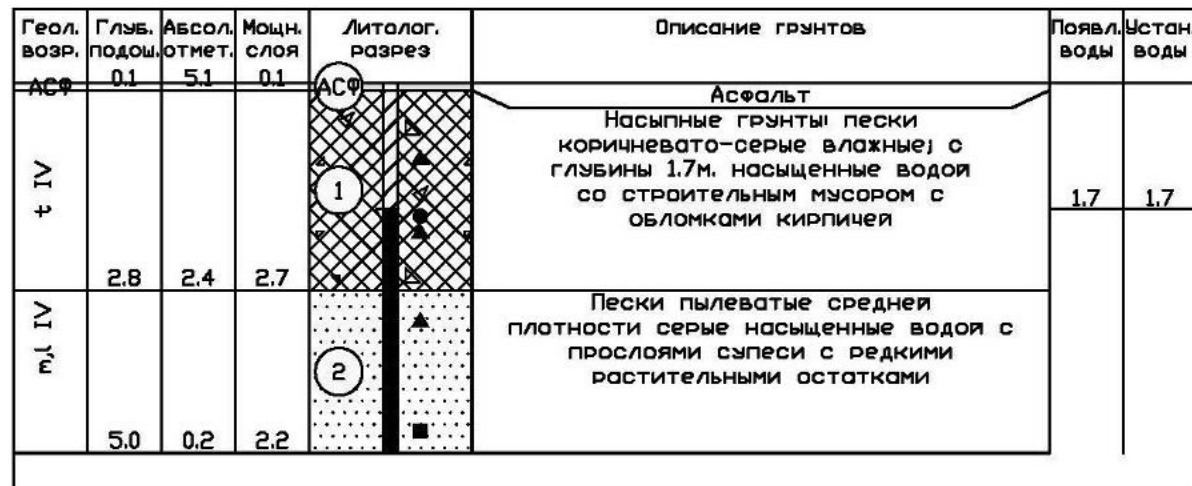 Геол. возр. Глуб. подош. Абсол. отмет. Мощн. слоя Литолог. разрез Описание грунтов Появл. воды Устан. воды
АСФ 0.1 5.1 0.1 АСФ Асфальт
Насыпные грунты: пески
коричневато-серые влажные; с
глубины 1.7м. насыщенные водой
t IV 1 со строительным мусором с 1.7 1.7
обломками кирпичей
2.8 2.4 2.7
Пески пылеватые средней
плотности серые насыщенные водой с
m,l IV 2 прослоями супеси с редкими
растительными остатками
5.0 0.2 2.2